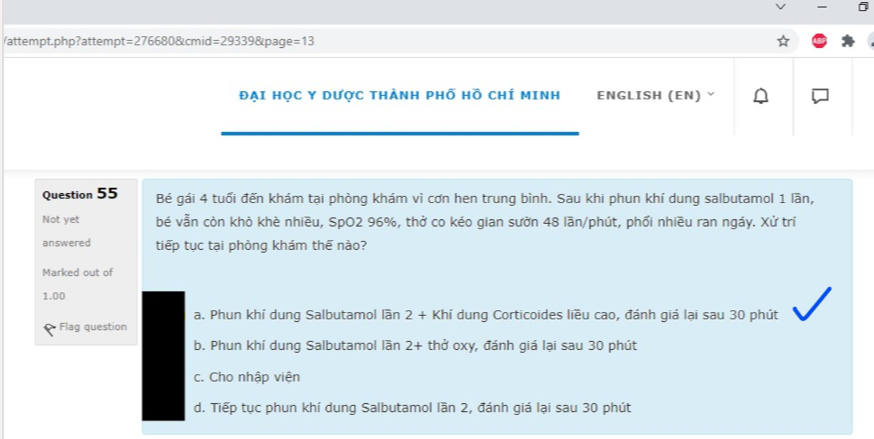 /attempt.php?attempt=276680&cmid=29339&page=13
ABP
ĐẠI HỌC Y DƯỢC THÀNH PHỐ HỒ CHÍ MINH
ENGLISH (EN)
Question 55
Not yet
answered
Marked out of
1.00
Flag question
Bé gái 4 tuổi đến khám tại phòng khám vì cơn hen trung bình. Sau khi phun khí dung salbutamol 1 lần,
bé vẫn còn khò khè nhiều, SpO2 96%, thở co kéo gian sườn 48 lần/phút, phổi nhiều ran ngáy. Xử trí
tiếp tục tại phòng khám thế nào?
a. Phun khí dung Salbutamol lần 2 + Khí dung Corticoides liều cao, đánh giá lại sau 30 phút
b. Phun khí dung Salbutamol lần 2+ thở oxy, đánh giá lại sau 30 phút
c. Cho nhập viện
d. Tiếp tục phun khí dung Salbutamol lần 2, đánh giá lại sau 30 phút